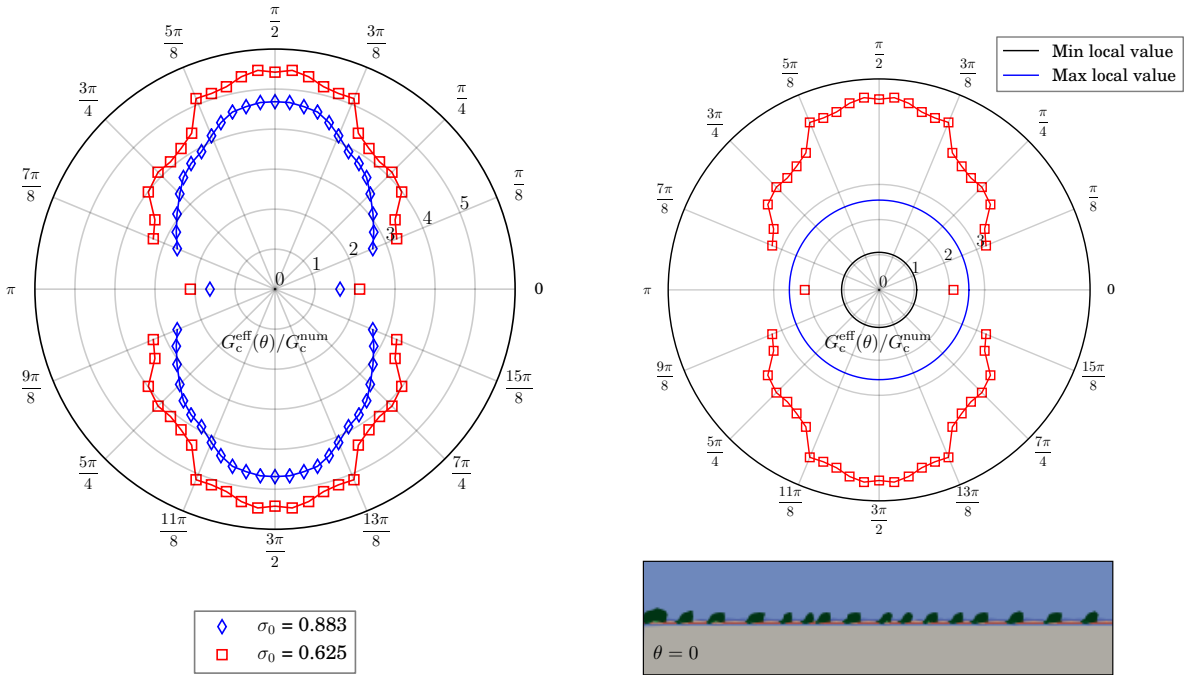 π/2
5π/8
3π/8
3π/4
π/4
7π/8
π/8
π
0
9π/8
15π/8
5π/4
7π/4
11π/8
13π/8
3π/2
0
1
2
3
4
5
G_c^eff(θ)/G_c^num
σ₀ = 0.883
σ₀ = 0.625
Min local value
Max local value
π/2
5π/8
3π/8
3π/4
π/4
7π/8
π/8
π
0
9π/8
15π/8
5π/4
7π/4
11π/8
13π/8
3π/2
0
1
2
3
G_c^eff(θ)/G_c^num
θ = 0